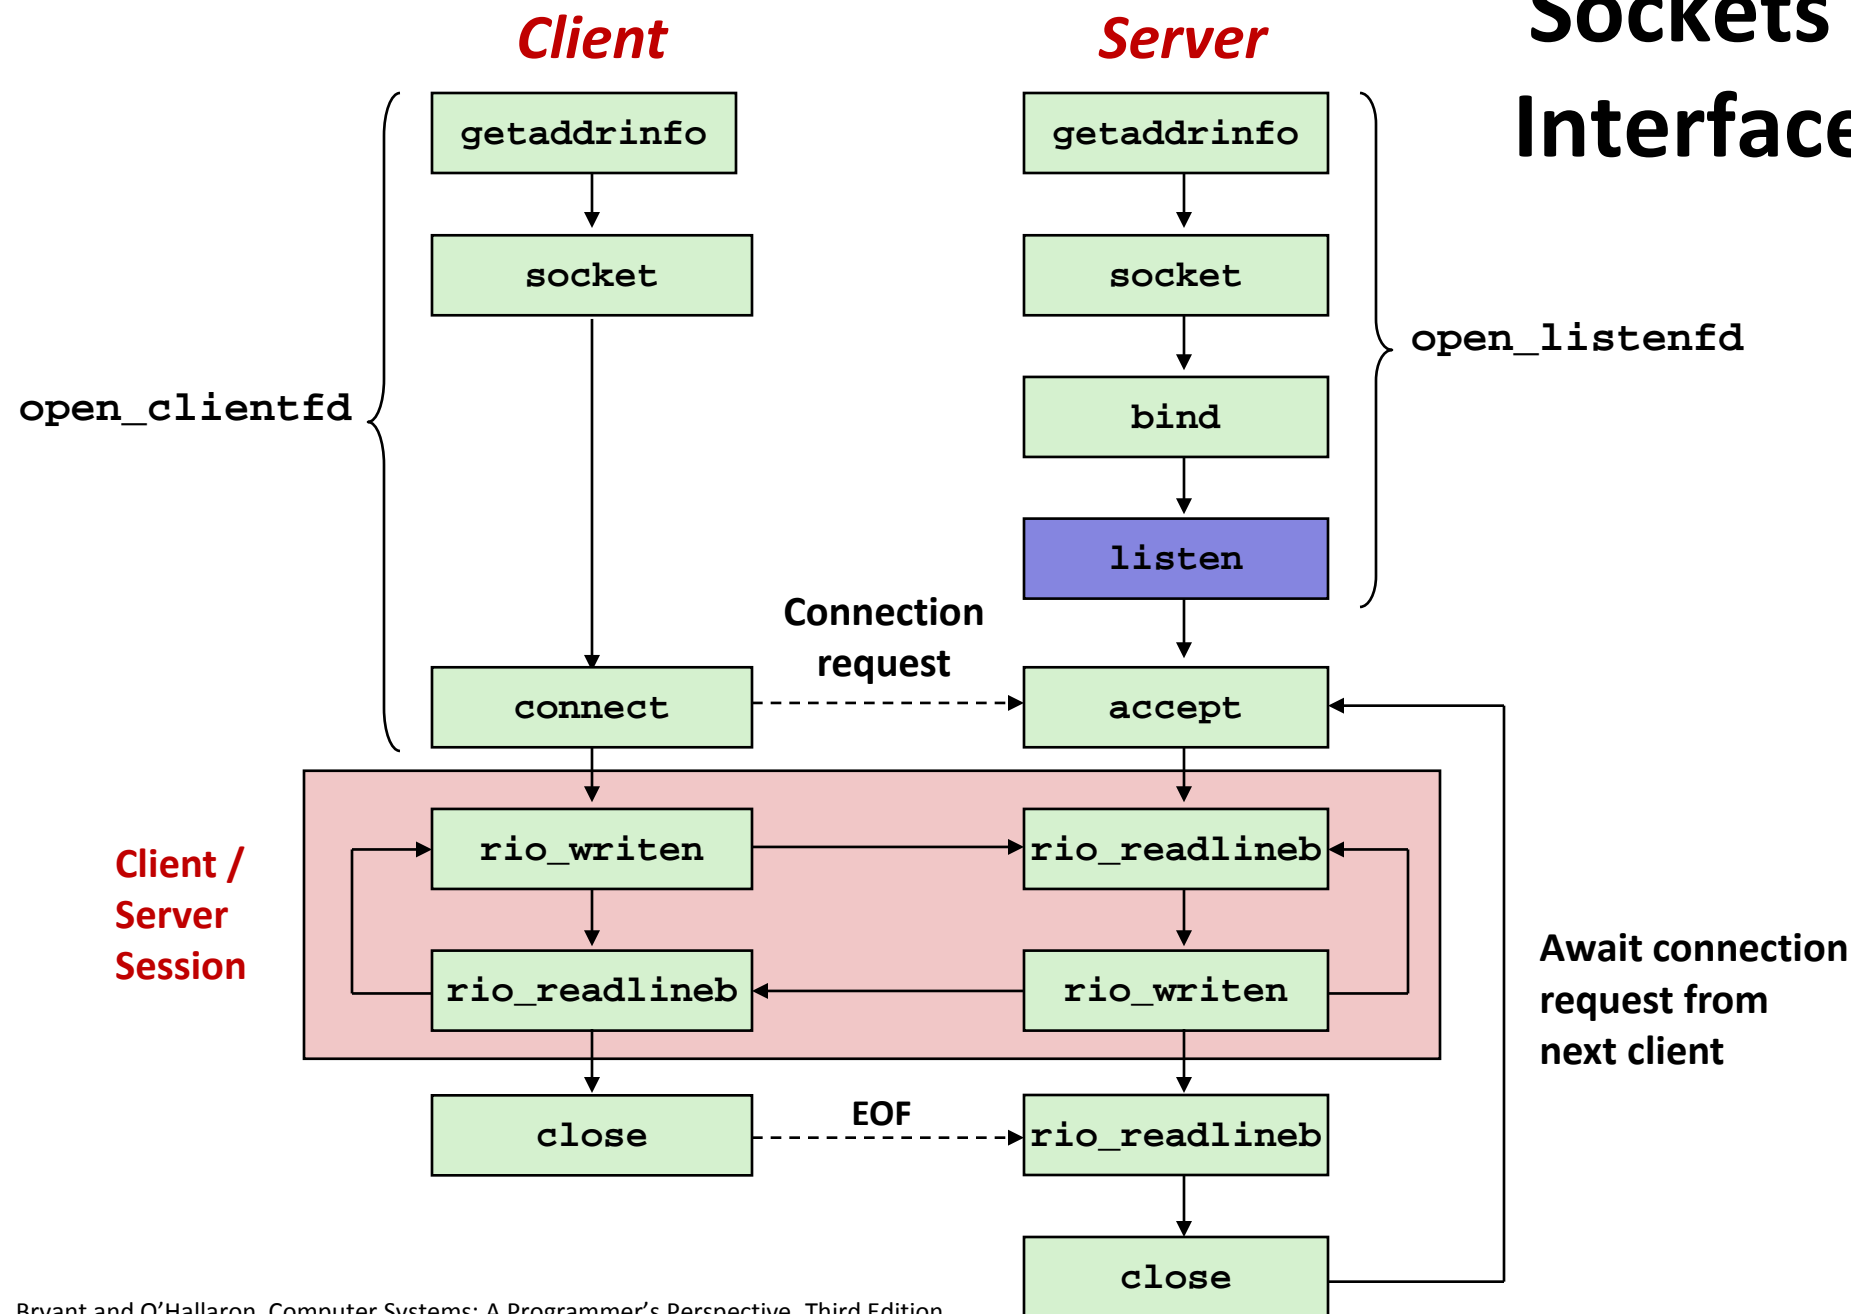 Client
Server
Sockets
Interface
getaddrinfo
getaddrinfo
socket
socket
open_listenfd
bind
open_clientfd
listen
Connection
request
connect
accept
Client /
Server
Session
rio_writen
rio_readlineb
rio_readlineb
rio_writen
Await connection
request from
next client
close
EOF
rio_readlineb
close
Bryant and O'Hallaron, Computer Systems: A Programmer's Perspective, Third Edition